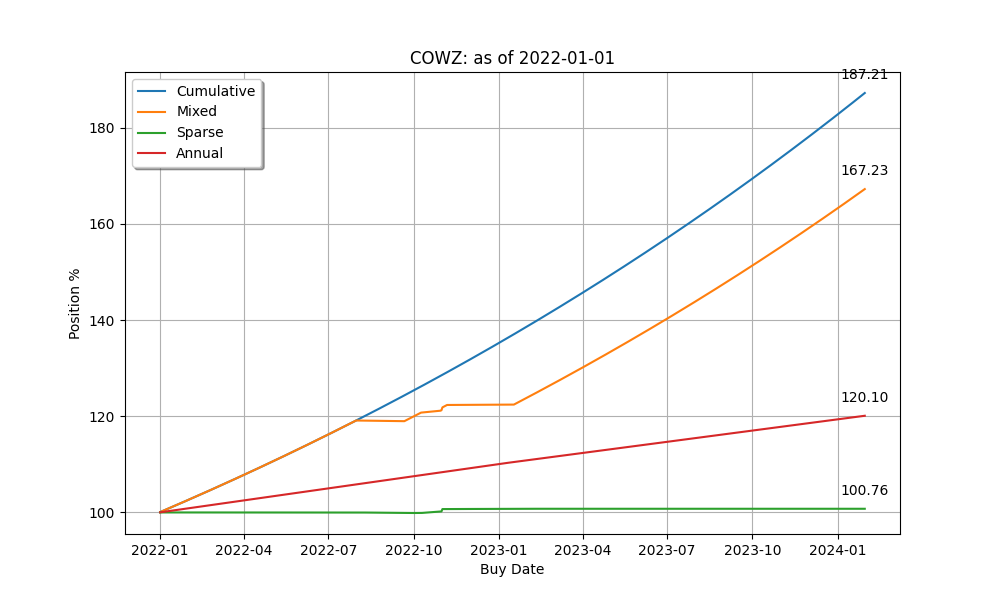 COWZ: as of 2022-01-01
187.21
Cumulative
Mixed
Sparse
Annual
167.23
120.10
100.76
180
160
140
120
100
Position %
2022-01 2022-04 2022-07 2022-10 2023-01 2023-04 2023-07 2023-10 2024-01
Buy Date